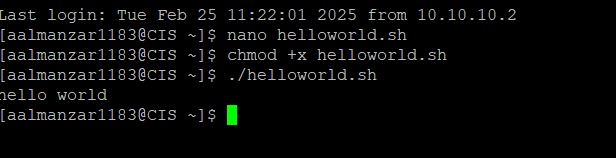 Last login: Tue Feb 25 11:22:01 2025 from 10.10.10.2
[aalmanzar1183@CIS ~]$ nano helloworld.sh
[aalmanzar1183@CIS ~]$ chmod +x helloworld.sh
[aalmanzar1183@CIS ~]$ ./helloworld.sh
hello world
[aalmanzar1183@CIS ~]$